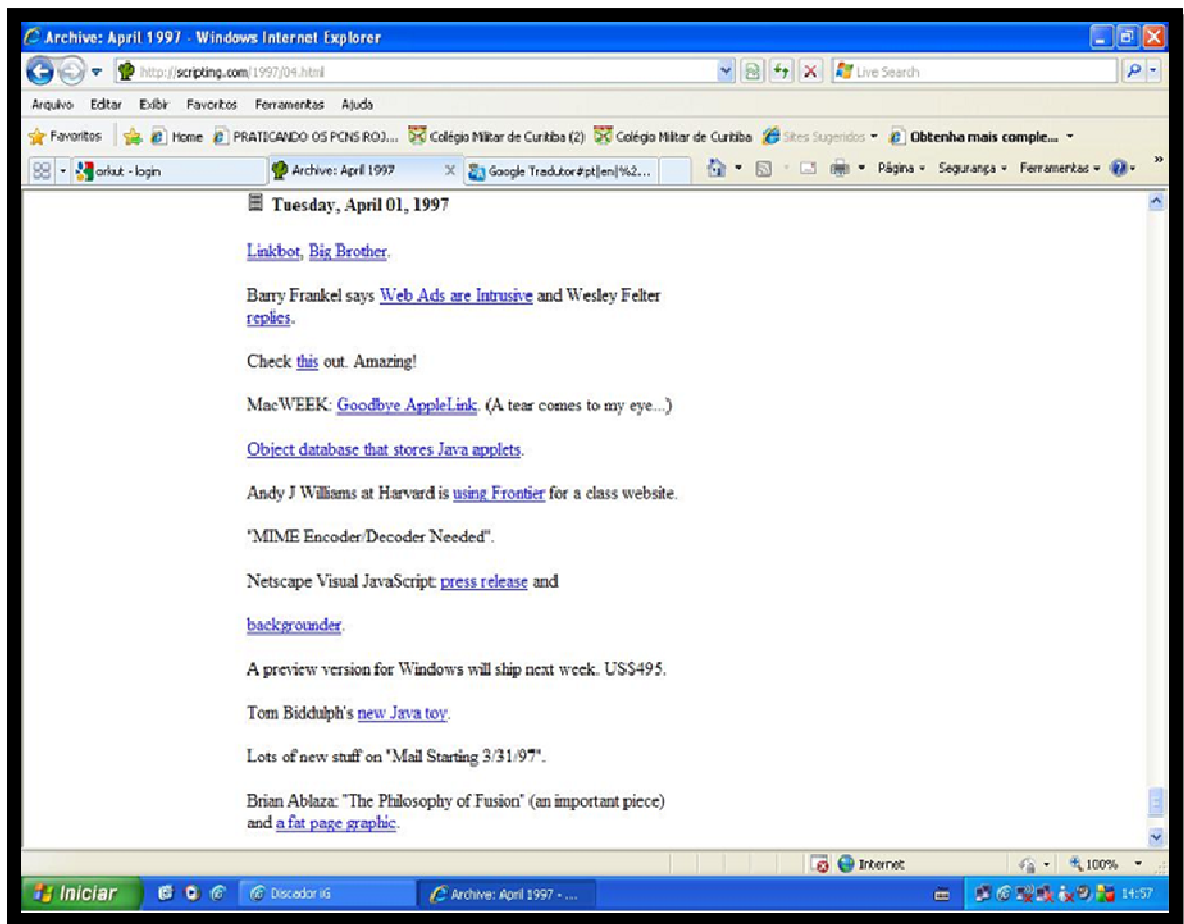 Archive: April 1997 - Windows Internet Explorer
http://scripting.com/1997/04.html
Live Search
Arquivo Editar Exibir Favoritos Ferramentas Ajuda
Favoritos Home PRATICANDO OS PCNS ROJ... Colégio Militar de Curitiba (2) Colégio Militar de Curitiba Sites Sugeridos Obtenha mais comple...
orkut - login Archive: April 1997 Google Tradutor#pt|en|%2... Página Segurança Ferramentas
Tuesday, April 01, 1997
Linkbot, Big Brother.
Barry Frankel says Web Ads are Intrusive and Wesley Felter
replies.
Check this out. Amazing!
MacWEEK: Goodbye AppleLink. (A tear comes to my eye...)
Object database that stores Java applets.
Andy J Williams at Harvard is using Frontier for a class website.
"MIME Encoder/Decoder Needed".
Netscape Visual JavaScript: press release and
backgrounder.
A preview version for Windows will ship next week. US$495.
Tom Biddulph's new Java toy.
Lots of new stuff on "Mail Starting 3/31/97".
Brian Ablaza: "The Philosophy of Fusion" (an important piece)
and a fat page graphic.
Internet 100%
Iniciar Discador iG Archive: April 1997 - .... 14:57